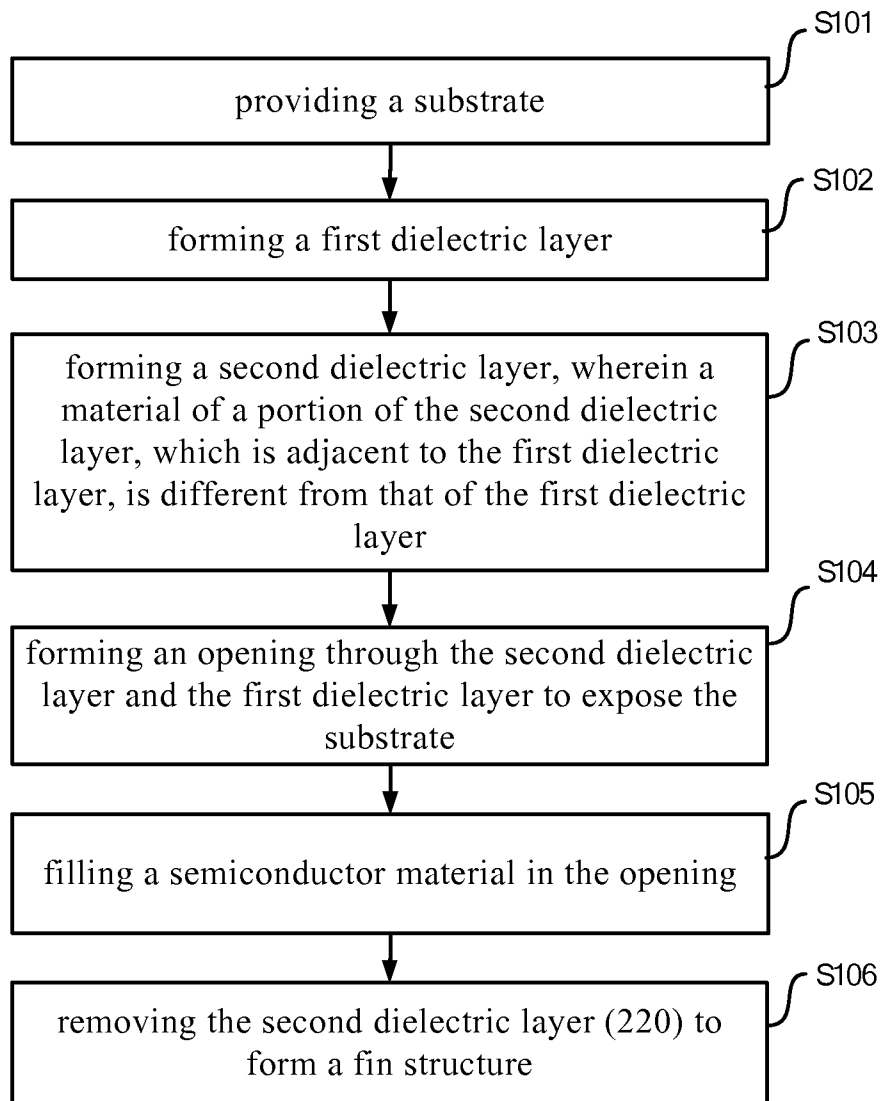 S101
providing a substrate
S102
forming a first dielectric layer
S103
forming a second dielectric layer, wherein a
material of a portion of the second dielectric
layer, which is adjacent to the first dielectric
layer, is different from that of the first dielectric
layer
S104
forming an opening through the second dielectric
layer and the first dielectric layer to expose the
substrate
S105
filling a semiconductor material in the opening
S106
removing the second dielectric layer (220) to
form a fin structure